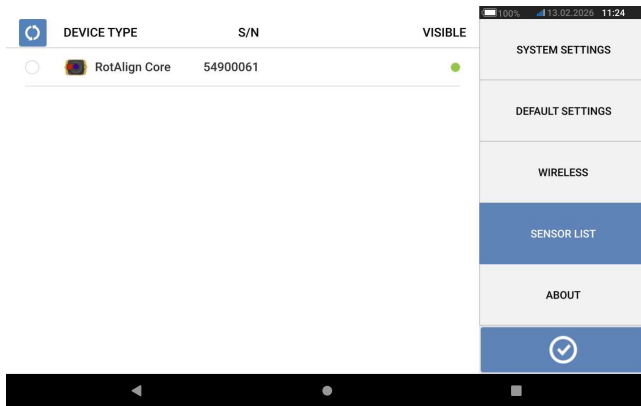 100% 13.02.2026 11:24
DEVICE TYPE S/N VISIBLE
RotAlign Core 54900061
SYSTEM SETTINGS
DEFAULT SETTINGS
WIRELESS
SENSOR LIST
ABOUT